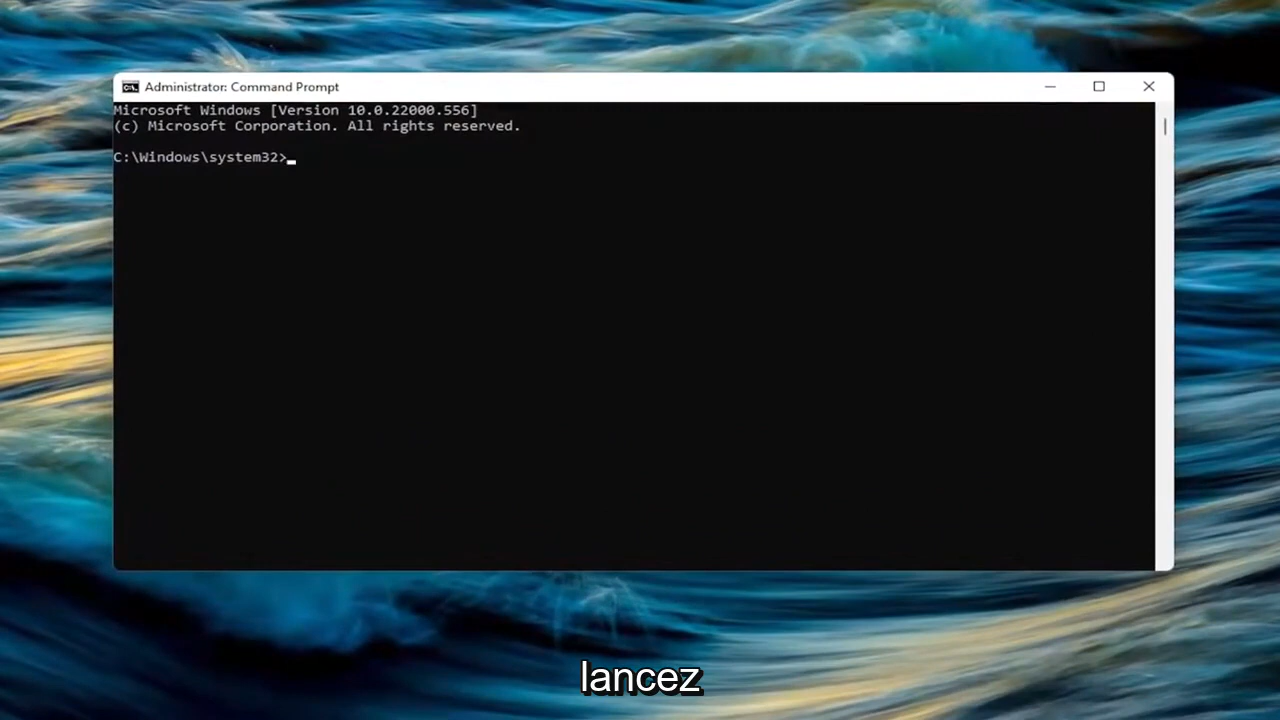 Administrator: Command Prompt
Microsoft Windows [Version 10.0.22000.556]
(c) Microsoft Corporation. All rights reserved.
C:\Windows\system32>
lancez